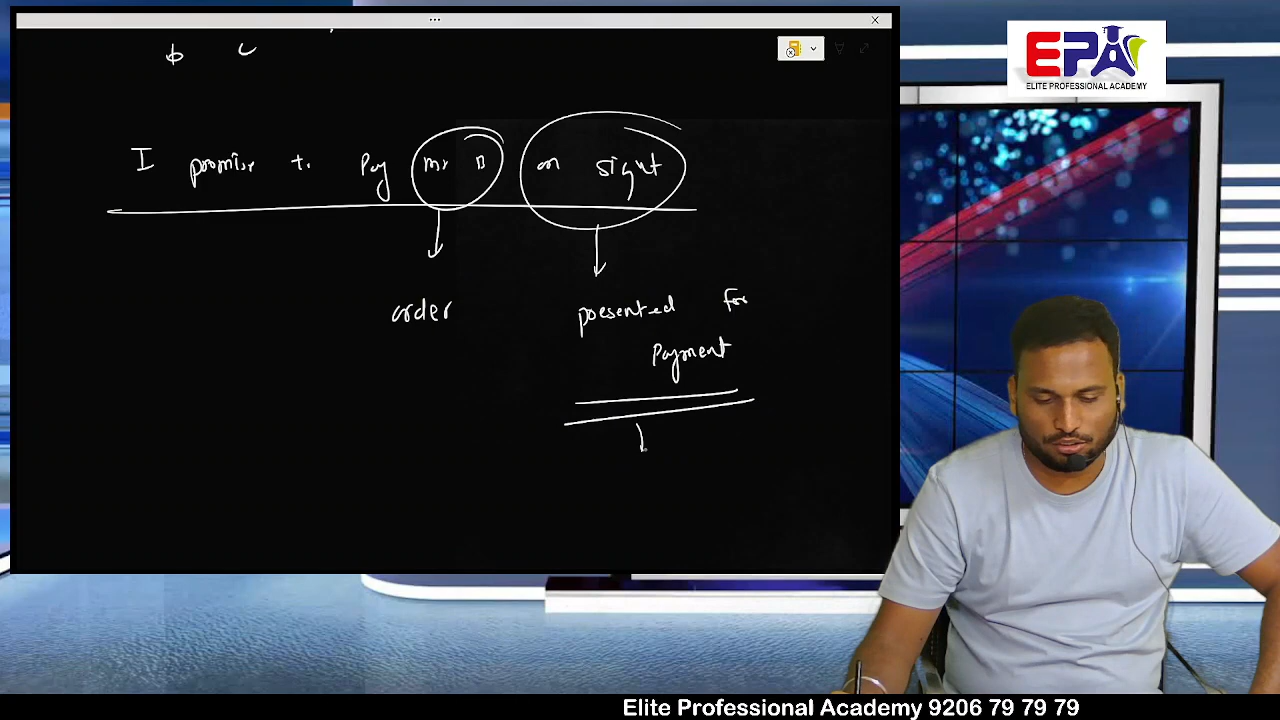 EPA
ELITE PROFESSIONAL ACADEMY
I promise to Pay Mr B on sight
order
presented for
Payment
Elite Professional Academy 9206 79 79 79